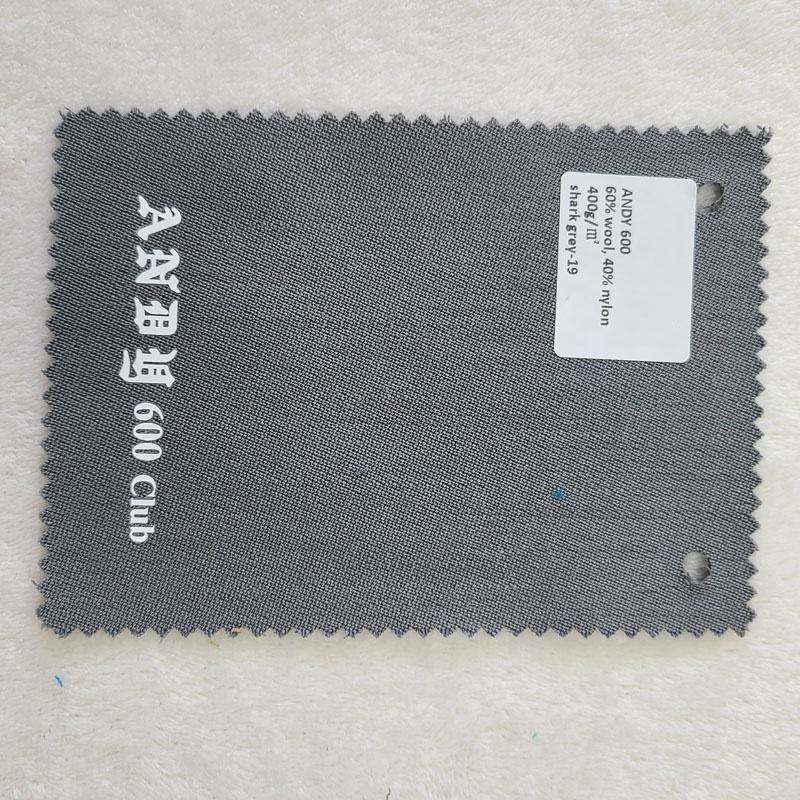 ANDY 600
60% wool, 40% nylon
400g/㎡
shark grey-19
ANDY 600 Club